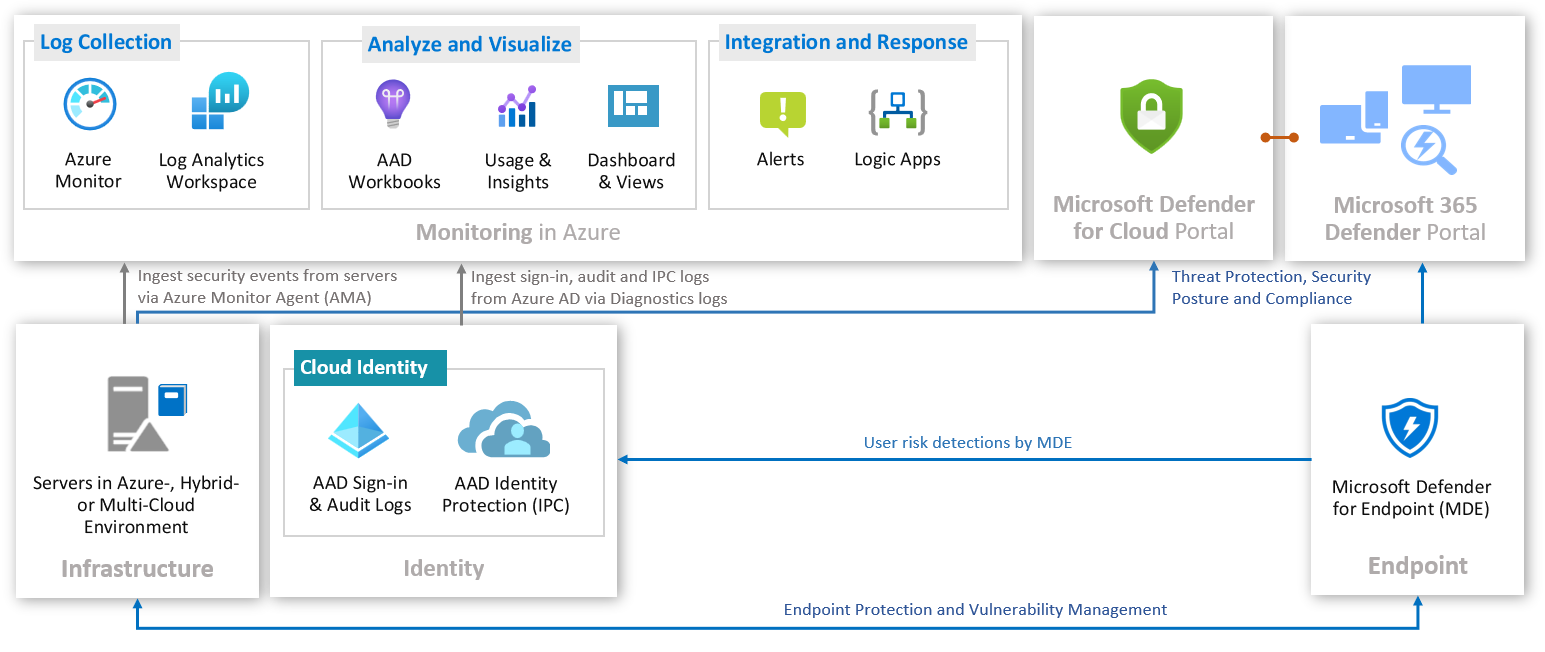 Log Collection
Azure
Monitor
Log Analytics
Workspace
Analyze and Visualize
AAD
Workbooks
Usage &
Insights
Dashboard
& Views
Integration and Response
Alerts
Logic Apps
Monitoring in Azure
Microsoft Defender
for Cloud Portal
Microsoft 365
Defender Portal
Ingest security events from servers
via Azure Monitor Agent (AMA)
Ingest sign-in, audit and IPC logs
from Azure AD via Diagnostics logs
Threat Protection, Security
Posture and Compliance
Servers in Azure-, Hybrid-
or Multi-Cloud
Environment
Infrastructure
Cloud Identity
AAD Sign-in
& Audit Logs
AAD Identity
Protection (IPC)
Identity
User risk detections by MDE
Microsoft Defender
for Endpoint (MDE)
Endpoint
Endpoint Protection and Vulnerability Management